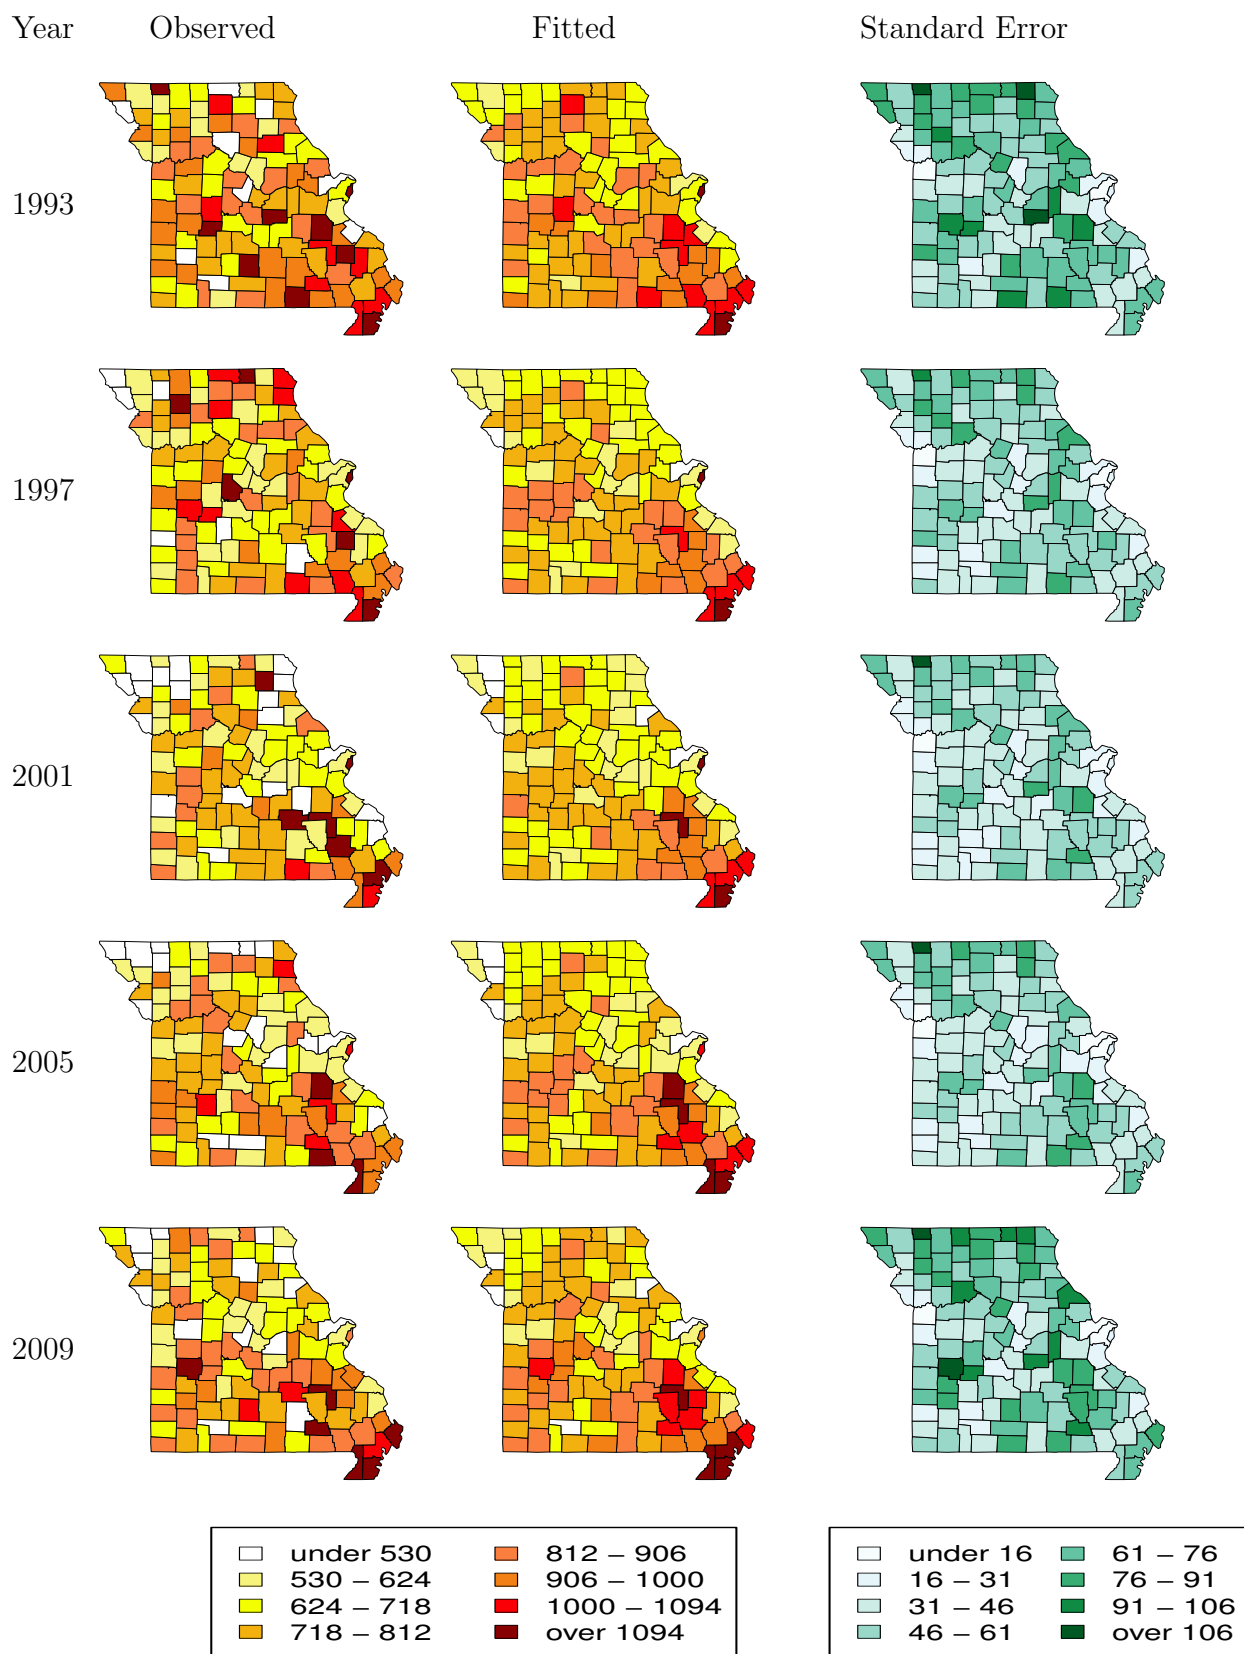 Year Observed Fitted Standard Error
1993
1997
2001
2005
2009
under 530 812 – 906 under 16 61 – 76
530 – 624 906 – 1000 16 – 31 76 – 91
624 – 718 1000 – 1094 31 – 46 91 – 106
718 – 812 over 1094 46 – 61 over 106